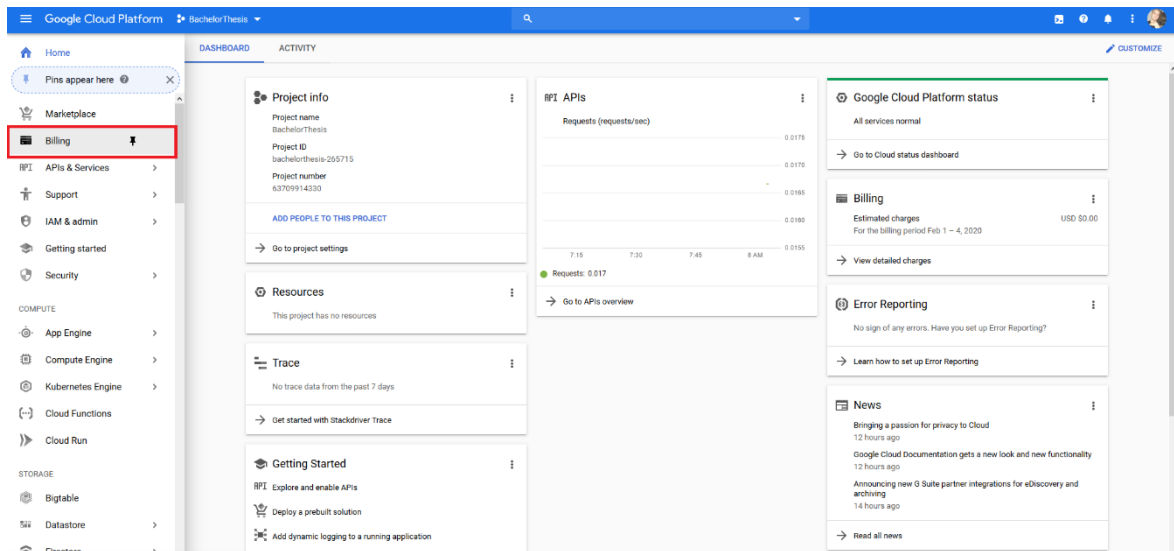 Google Cloud Platform
BachelorThesis
Home
Pins appear here
Marketplace
Billing
API APIs & Services
Support
IAM & admin
Getting started
Security
COMPUTE
App Engine
Compute Engine
Kubernetes Engine
Cloud Functions
Cloud Run
STORAGE
Bigtable
Datastore
DASHBOARD
ACTIVITY
CUSTOMIZE
Project info
Project name
BachelorThesis
Project ID
bachelorthesis-265715
Project number
63709914330
ADD PEOPLE TO THIS PROJECT
Go to project settings
Resources
This project has no resources
Trace
No trace data from the past 7 days
Get started with Stackdriver Trace
Getting Started
API Explore and enable APIs
Deploy a prebuilt solution
Add dynamic logging to a running application
API APIs
Requests (requests/sec)
0.0175
0.0170
0.0165
0.0160
0.0155
7:15 7:30 7:45 8 AM
Requests: 0.017
Go to APIs overview
Google Cloud Platform status
All services normal
Go to Cloud status dashboard
Billing
Estimated charges USD $0.00
For the billing period Feb 1 – 4, 2020
View detailed charges
Error Reporting
No sign of any errors. Have you set up Error Reporting?
Learn how to set up Error Reporting
News
Bringing a passion for privacy to Cloud
12 hours ago
Google Cloud Documentation gets a new look and new functionality
12 hours ago
Announcing new G Suite partner integrations for eDiscovery and
archiving
14 hours ago
Read all news